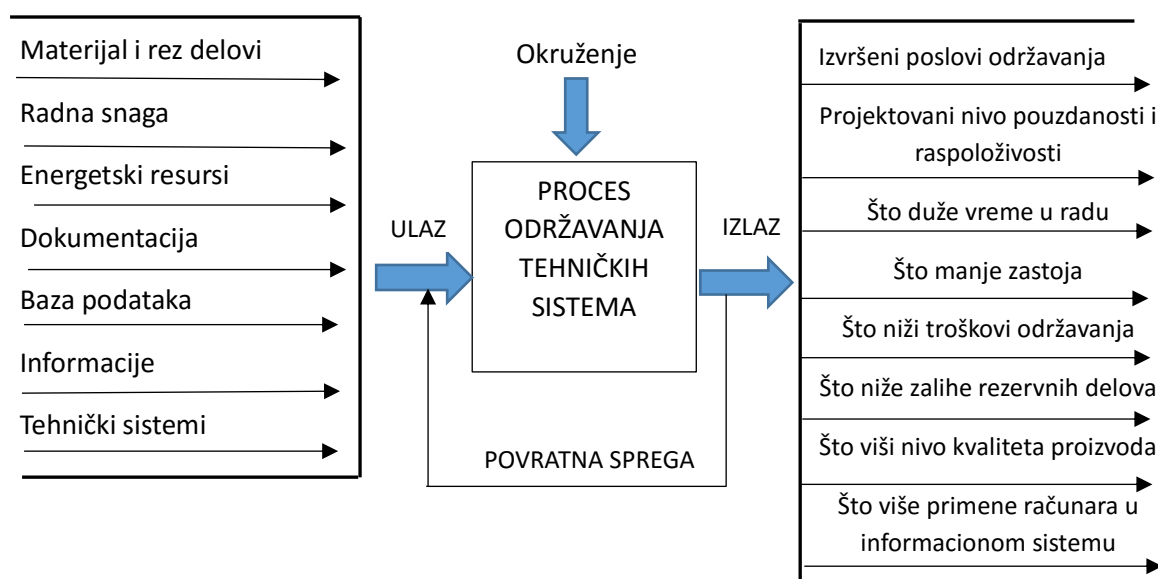 Materijal i rez delovi
Radna snaga
Energetski resursi
Dokumentacija
Baza podataka
Informacije
Tehnički sistemi
ULAZ
Okruženje
PROCES
ODRŽAVANJA
TEHNIČKIH
SISTEMA
POVRATNA SPREGA
IZLAZ
Izvršeni poslovi održavanja
Projektovani nivo pouzdanosti i
raspoloživosti
Što duže vreme u radu
Što manje zastoja
Što niži troškovi održavanja
Što niže zalihe rezervnih delova
Što viši nivo kvaliteta proizvoda
Što više primene računara u
informacionom sistemu